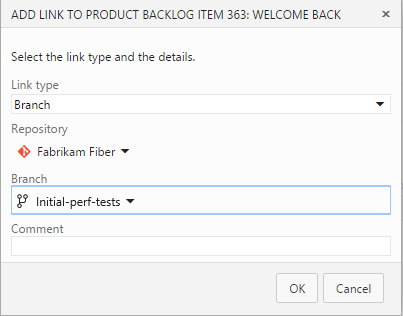 ADD LINK TO PRODUCT BACKLOG ITEM 363: WELCOME BACK
Select the link type and the details.
Link type
Branch
Repository
Fabrikam Fiber
Branch
Initial-perf-tests
Comment
OK Cancel